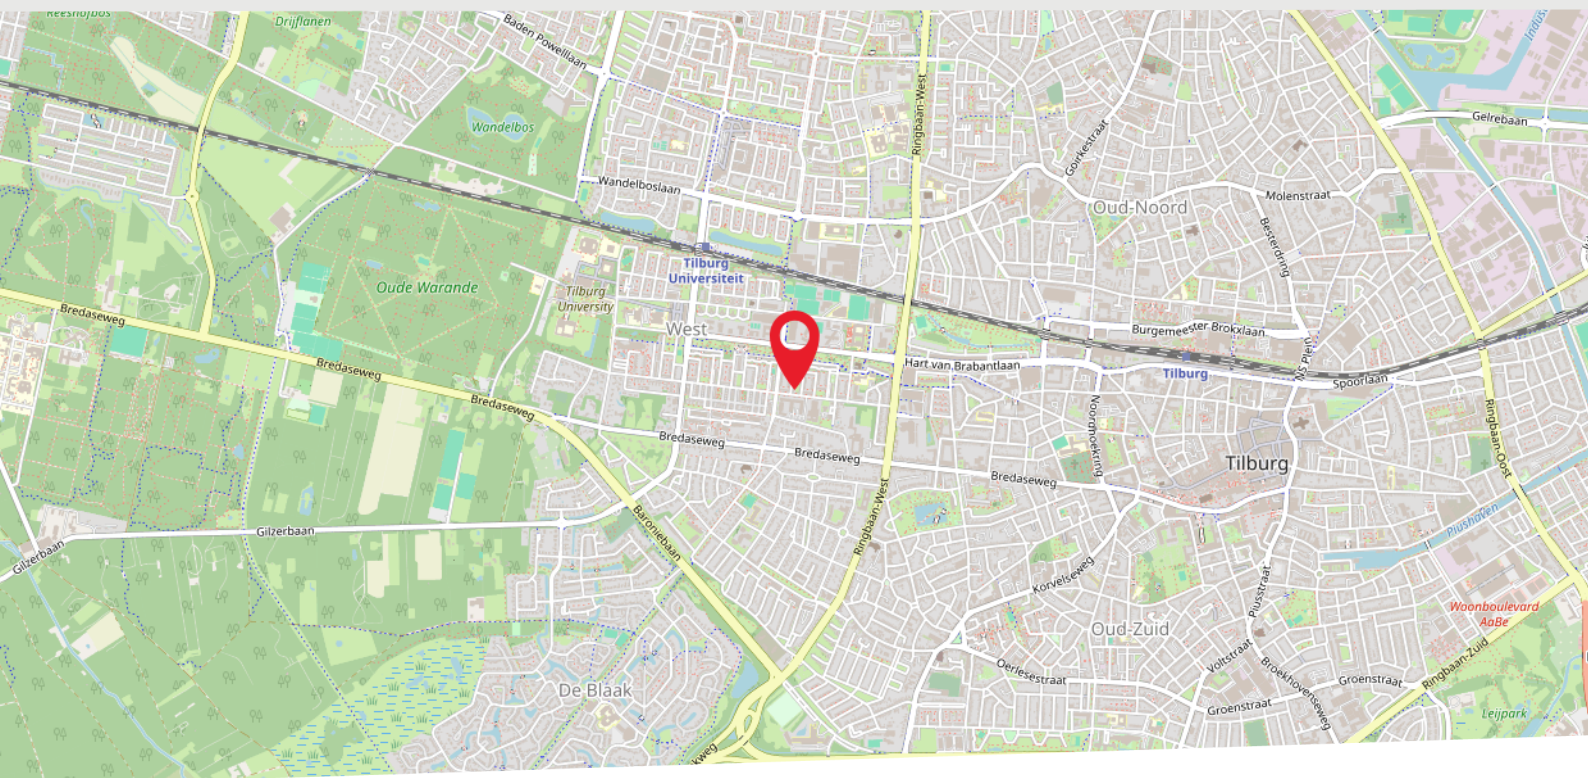 Reeshofbos
Drijflanen
Baden Powelllaan
Wandelbos
Ringbaan-West
Goirkestraat
Gelrebaan
Wandelboslaan
Oud-Noord
Molenstraat
Besterdring
Tilburg
Universiteit
Oude Warande
Tilburg
University
Bredaseweg
West
Burgemeester Brokxlaan
NS Plein
Bredaseweg
Hart van Brabantlaan
Tilburg
Spoorlaan
Bredaseweg
Noordhoekring
Ringbaan-Oost
Bredaseweg
Bredaseweg
Bredaseweg
Tilburg
Gilzerbaan
Gilzerbaan
Baroniebaan
Ringbaan-West
Piushaven
Korvelseweg
Piusstraat
Woonboulevard
AaBe
Oud-Zuid
Voltstraat
Ringbaan-Zuid
Oerlesestraat
Broekhovenseweg
Groenstraat
De Blaak
Groenstraat
Leijpark
kweg